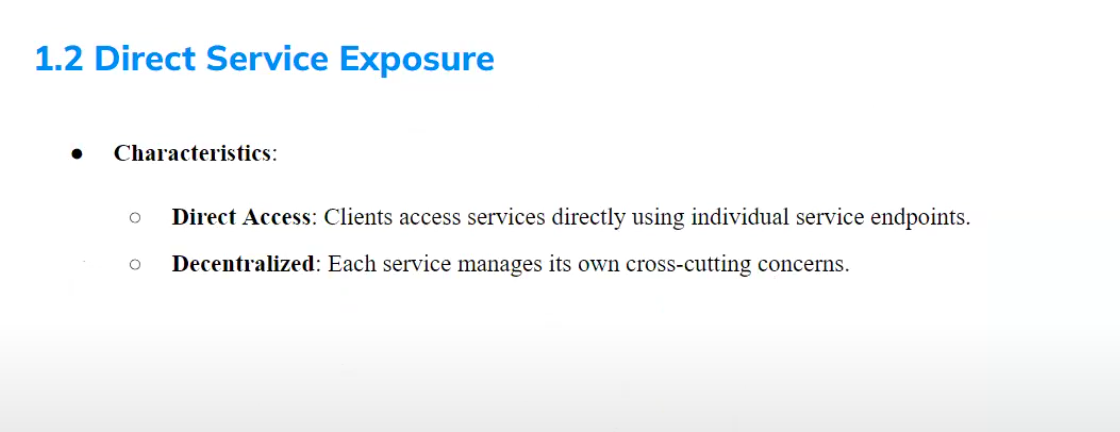 1.2 Direct Service Exposure
● Characteristics:
○ Direct Access: Clients access services directly using individual service endpoints.
○ Decentralized: Each service manages its own cross-cutting concerns.